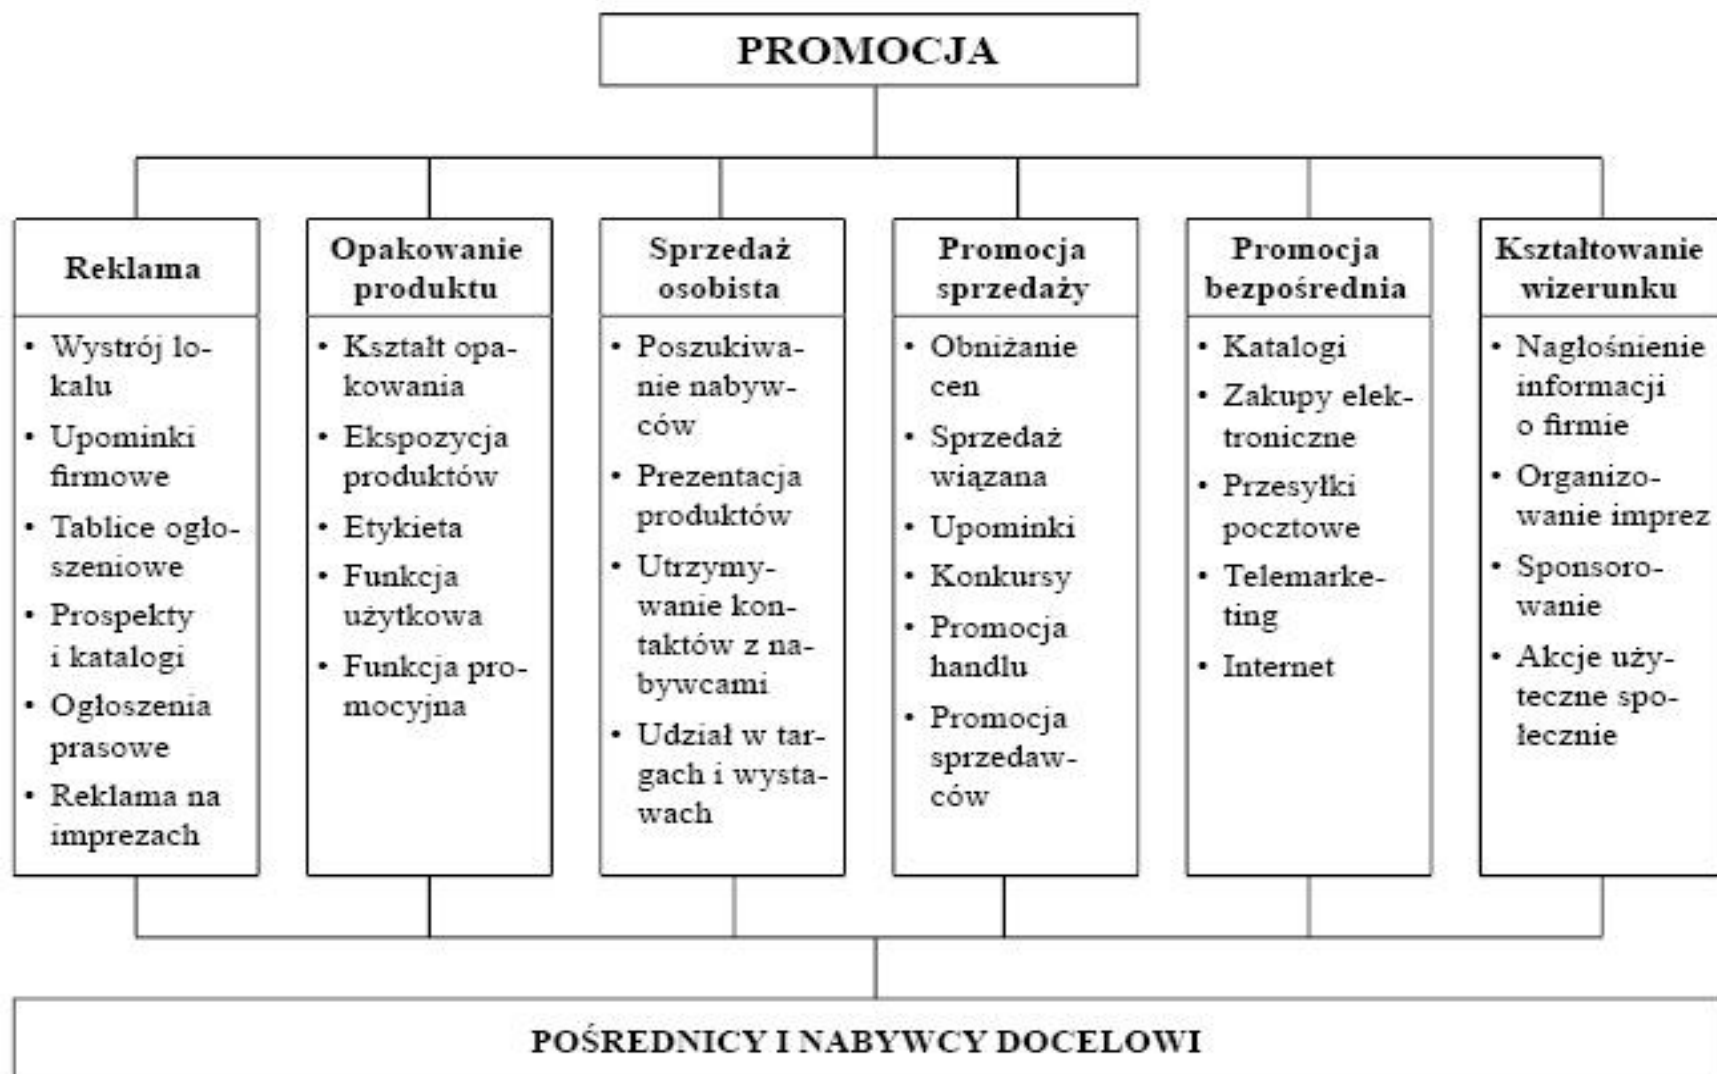 PROMOCJA
Reklama
• Wystrój lo-
kalu
• Upominki
firmowe
• Tablice ogło-
szeniowe
• Prospekty
i katalogi
• Ogłoszenia
prasowe
• Reklama na
imprezach
Opakowanie
produktu
• Kształt opa-
kowania
• Ekspozycja
produktów
• Etykieta
• Funkcja
użytkowa
• Funkcja pro-
mocyjna
Sprzedaż
osobista
• Poszukiwa-
nie nabyw-
ców
• Prezentacja
produktów
• Utrzymy-
wanie kon-
taktów z na-
bywcami
• Udział w tar-
gach i wysta-
wach
Promocja
sprzedaży
• Obniżanie
cen
• Sprzedaż
wiązana
• Upominki
• Konkursy
• Promocja
handlu
• Promocja
sprzedaw-
ców
Promocja
bezpośrednia
• Katalogi
• Zakupy elek-
troniczne
• Przesyłki
pocztowe
• Telemarke-
ting
• Internet
Kształtowanie
wizerunku
• Nagłośnienie
informacji
o firmie
• Organizo-
wanie imprez
• Sponsoro-
wanie
• Akcje uży-
teczne spo-
łecznie
POŚREDNICY I NABYWCY DOCELOWI